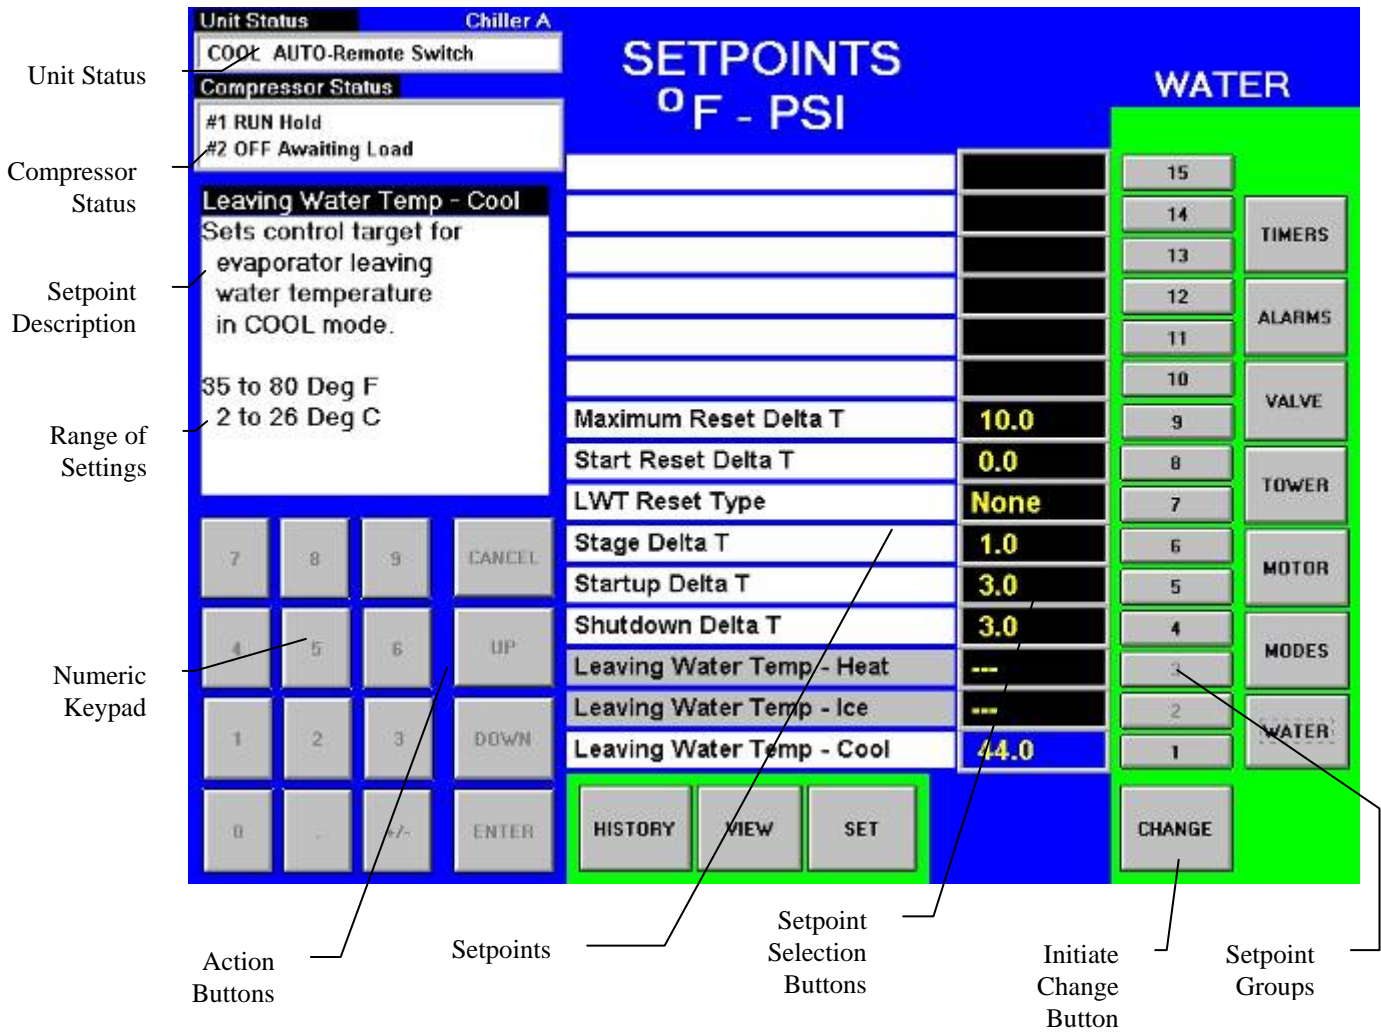 Unit Status
Chiller A
COOL AUTO-Remote Switch
Compressor Status
#1 RUN Hold
#2 OFF Awaiting Load
Leaving Water Temp - Cool
Sets control target for
evaporator leaving
water temperature
in COOL mode.
35 to 80 Deg F
2 to 26 Deg C
7
8
9
CANCEL
4
5
6
UP
1
2
3
DOWN
0
.
+/-
ENTER
SETPOINTS
°F - PSI
WATER
15
14
13
12
11
10
Maximum Reset Delta T 10.0 9
Start Reset Delta T 0.0 8
LWT Reset Type None 7
Stage Delta T 1.0 6
Startup Delta T 3.0 5
Shutdown Delta T 3.0 4
Leaving Water Temp - Heat --- 3
Leaving Water Temp - Ice --- 2
Leaving Water Temp - Cool 44.0 1
TIMERS
ALARMS
VALVE
TOWER
MOTOR
MODES
WATER
HISTORY
VIEW
SET
CHANGE
Unit Status
Compressor
Status
Setpoint
Description
Range of
Settings
Numeric
Keypad
Action
Buttons
Setpoints
Setpoint
Selection
Buttons
Initiate
Change
Button
Setpoint
Groups